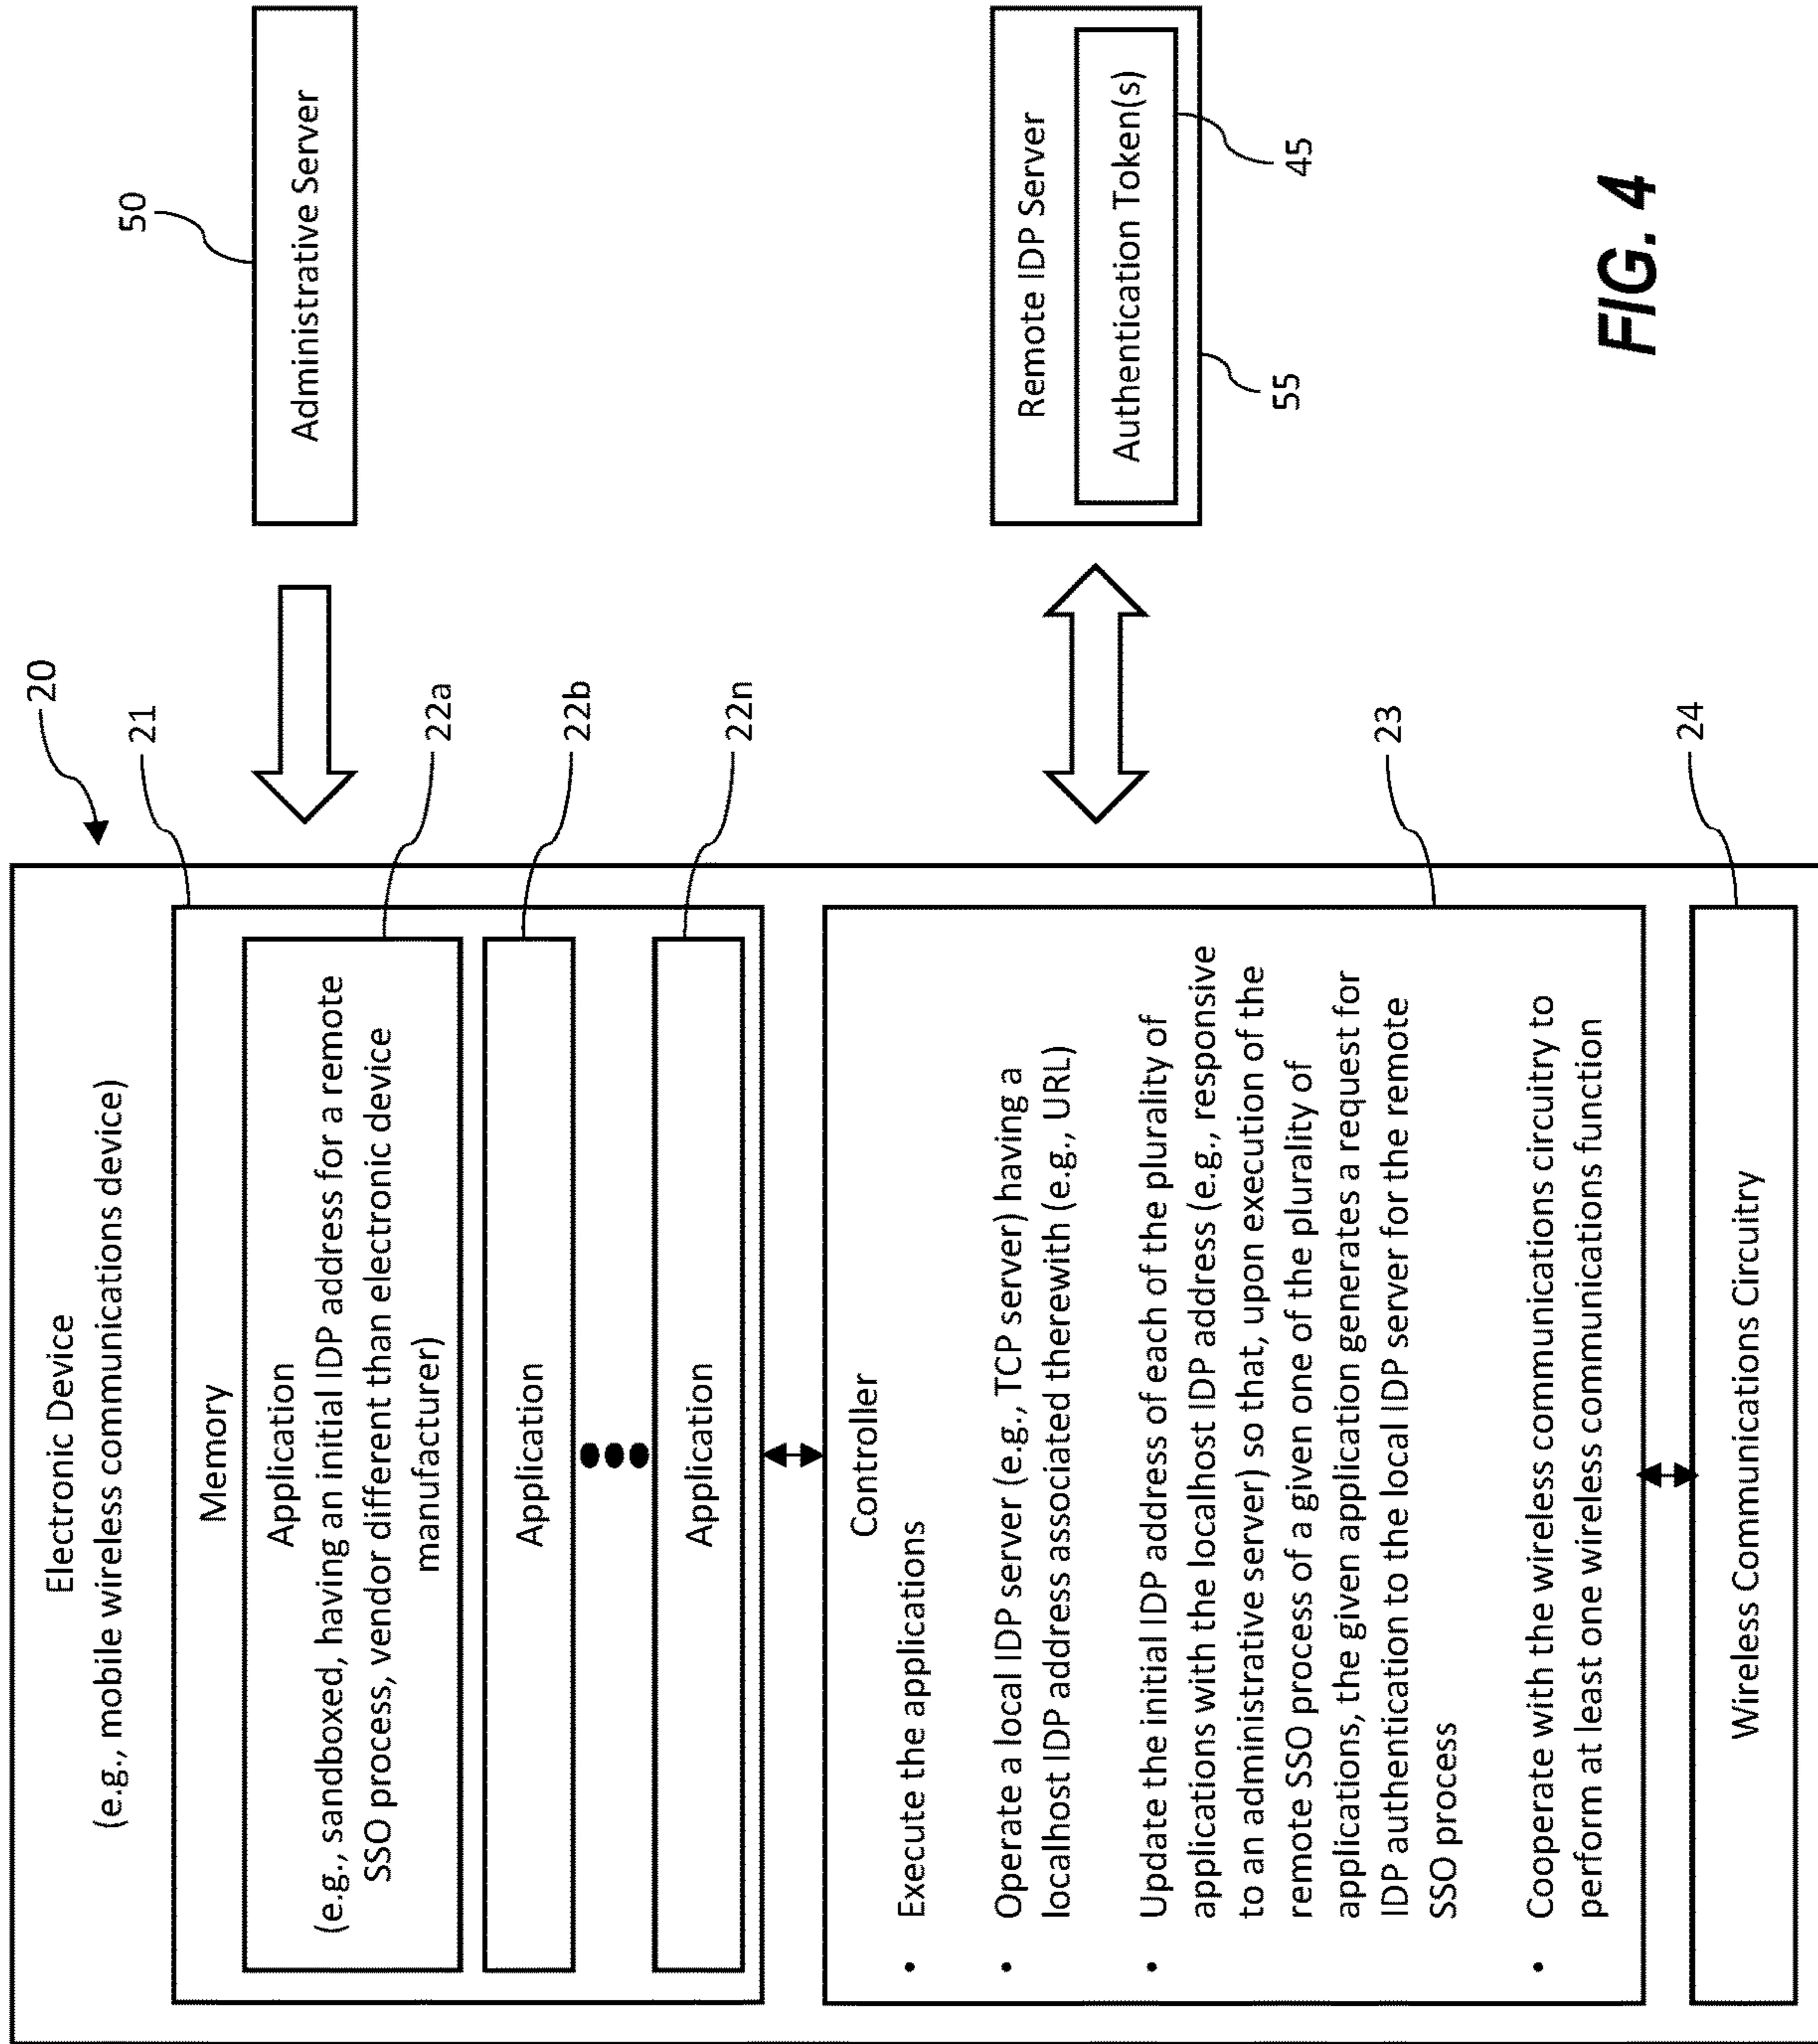 Electronic Device
(e.g., mobile wireless communications device)
20
Memory
21
Application
(e.g., sandboxed, having an initial IDP address for a remote
SSO process, vendor different than electronic device
manufacturer)
22a
Application
22b
Application
22n
Controller
23
• Execute the applications
• Operate a local IDP server (e.g., TCP server) having a
localhost IDP address associated therewith (e.g., URL)
• Update the initial IDP address of each of the plurality of
applications with the localhost IDP address (e.g., responsive
to an administrative server) so that, upon execution of the
remote SSO process of a given one of the plurality of
applications, the given application generates a request for
IDP authentication to the local IDP server for the remote
SSO process
• Cooperate with the wireless communications circuitry to
perform at least one wireless communications function
Wireless Communications Circuitry
24
50
Administrative Server
Remote IDP Server
Authentication Token(s)
45
55
FIG. 4